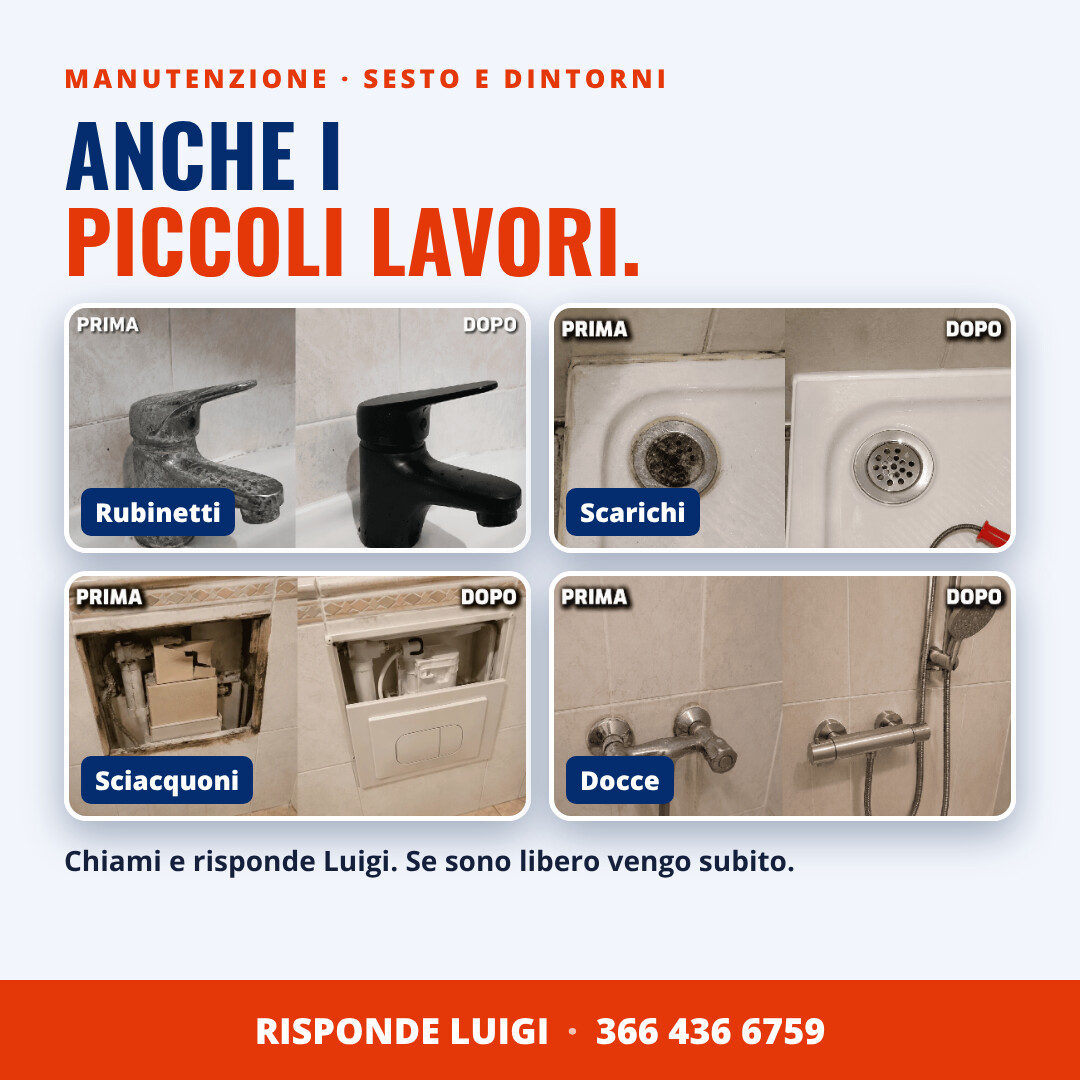 MANUTENZIONE · SESTO E DINTORNI
ANCHE I
PICCOLI LAVORI.
PRIMA DOPO
Rubinetti
PRIMA DOPO
Scarichi
PRIMA DOPO
Sciacquoni
PRIMA DOPO
Docce
Chiami e risponde Luigi. Se sono libero vengo subito.
RISPONDE LUIGI · 366 436 6759